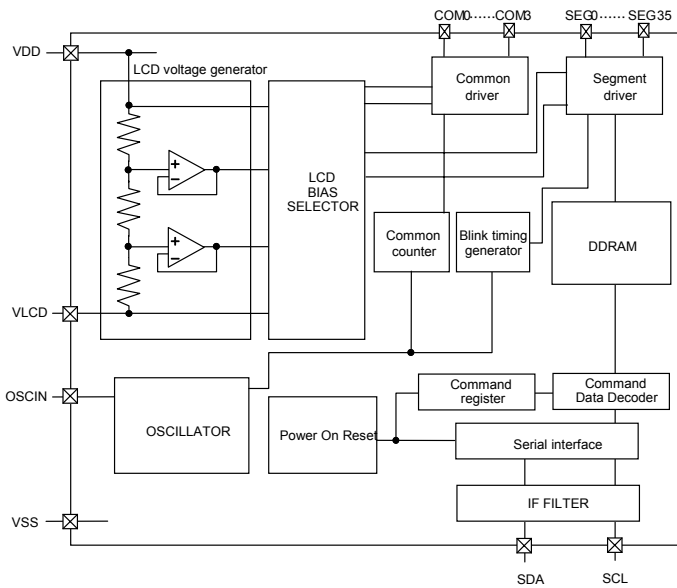 COM0……COM3
SEG0…… SEG35
VDD
LCD voltage generator
Common
driver
Segment
driver
LCD
BIAS
SELECTOR
Common
counter
Blink timing
generator
DDRAM
VLCD
OSCIN
OSCILLATOR
Power On Reset
Command
register
Command
Data Decoder
Serial interface
IF FILTER
VSS
SDA
SCL